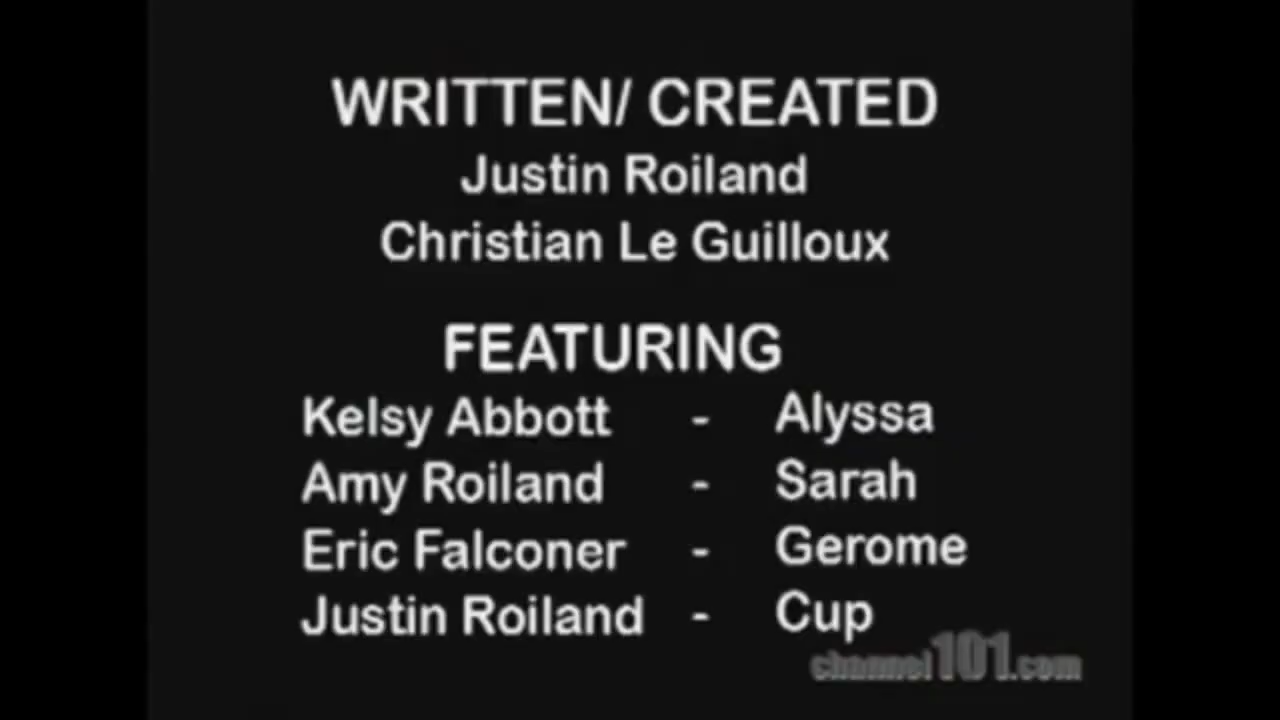 WRITTEN/ CREATED
Justin Roiland
Christian Le Guilloux
FEATURING
Kelsy Abbott - Alyssa
Amy Roiland - Sarah
Eric Falconer - Gerome
Justin Roiland - Cup
channel101.com